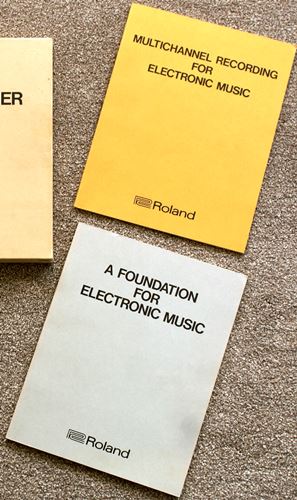 MULTICHANNEL RECORDING
FOR
ELECTRONIC MUSIC
Roland
ER
A FOUNDATION
FOR
ELECTRONIC MUSIC
Roland